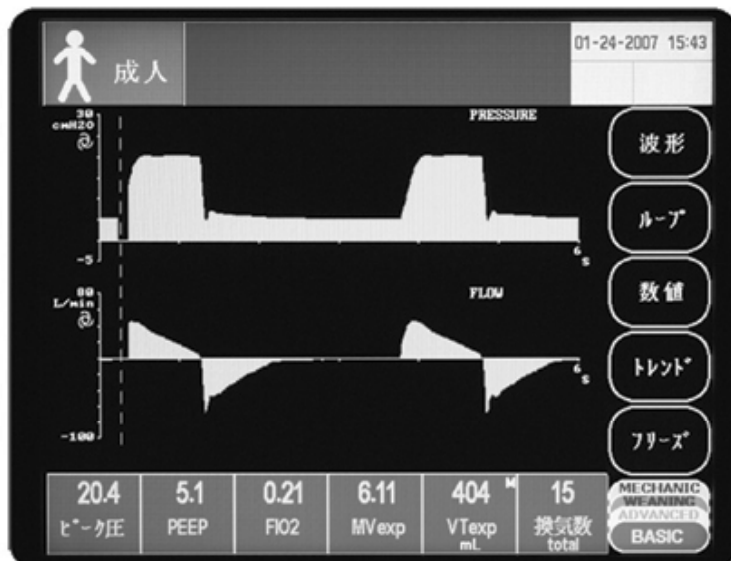 01-24-2007 15:43
成人
30
cmH2O
PRESSURE
-5
6
S
80
L/min
FLOW
6
S
-100
波形
ループ
数値
トレンド
フリーズ
20.4 5.1 0.21 6.11 404 M 15
ピーク圧 PEEP FIO2 MVexp VTexp 換気数
mL total
MECHANIC
WEANING
ADVANCED
BASIC